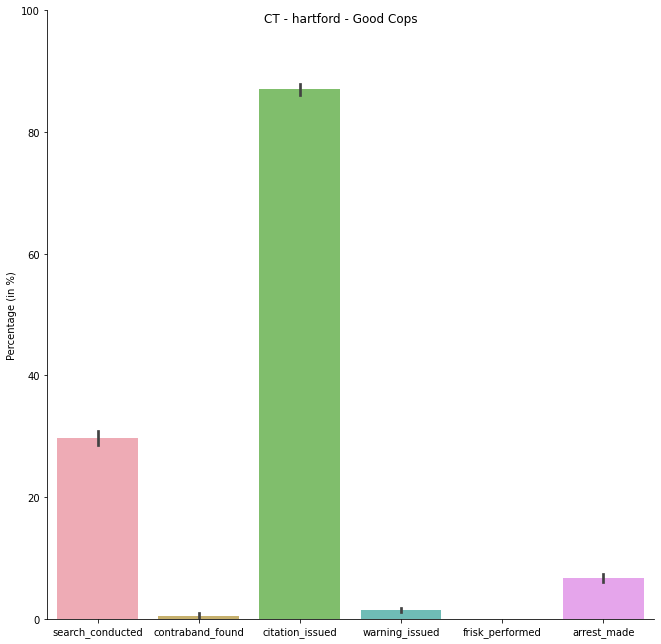 CT - hartford - Good Cops
100
80
60
40
20
0
Percentage (in %)
search_conducted contraband_found citation_issued warning_issued frisk_performed arrest_made